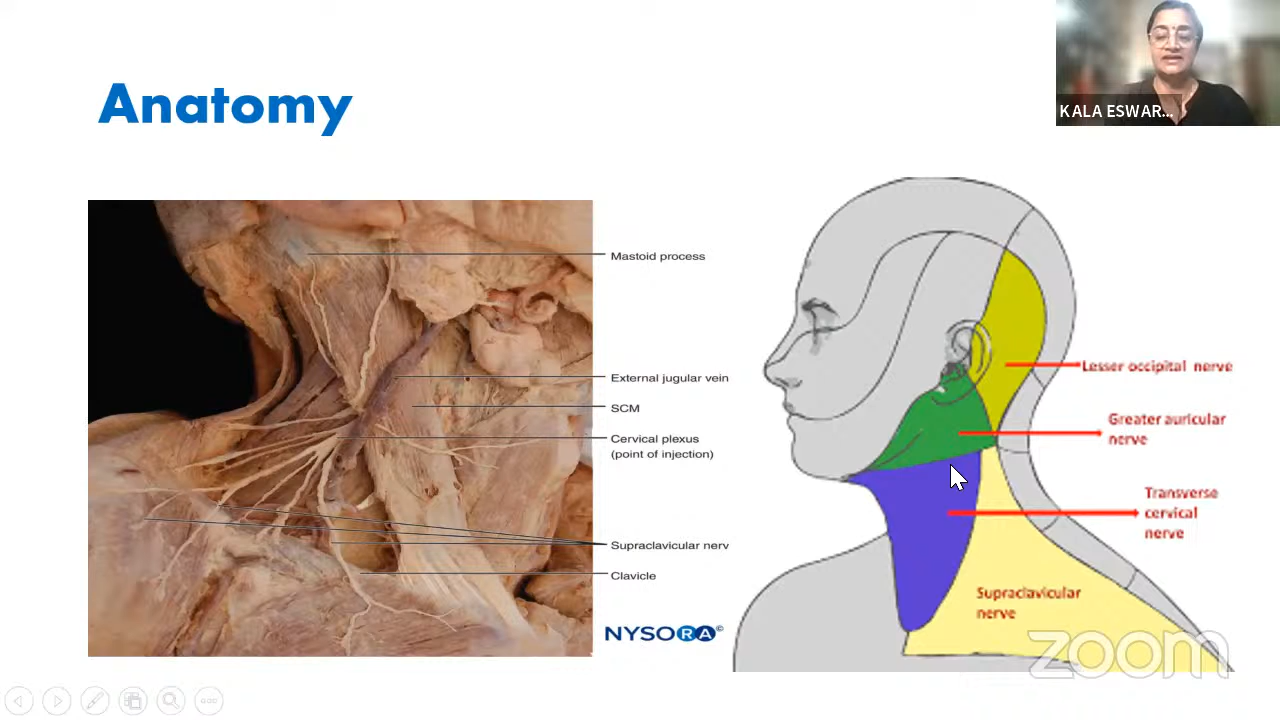 Anatomy
KALA ESWAR...
Mastoid process
External jugular vein
SCM
Cervical plexus
(point of injection)
Supraclavicular nerv
Clavicle
NYSORA©
Lesser occipital nerve
Greater auricular
nerve
Transverse
cervical
nerve
Supraclavicular
nerve
zoom